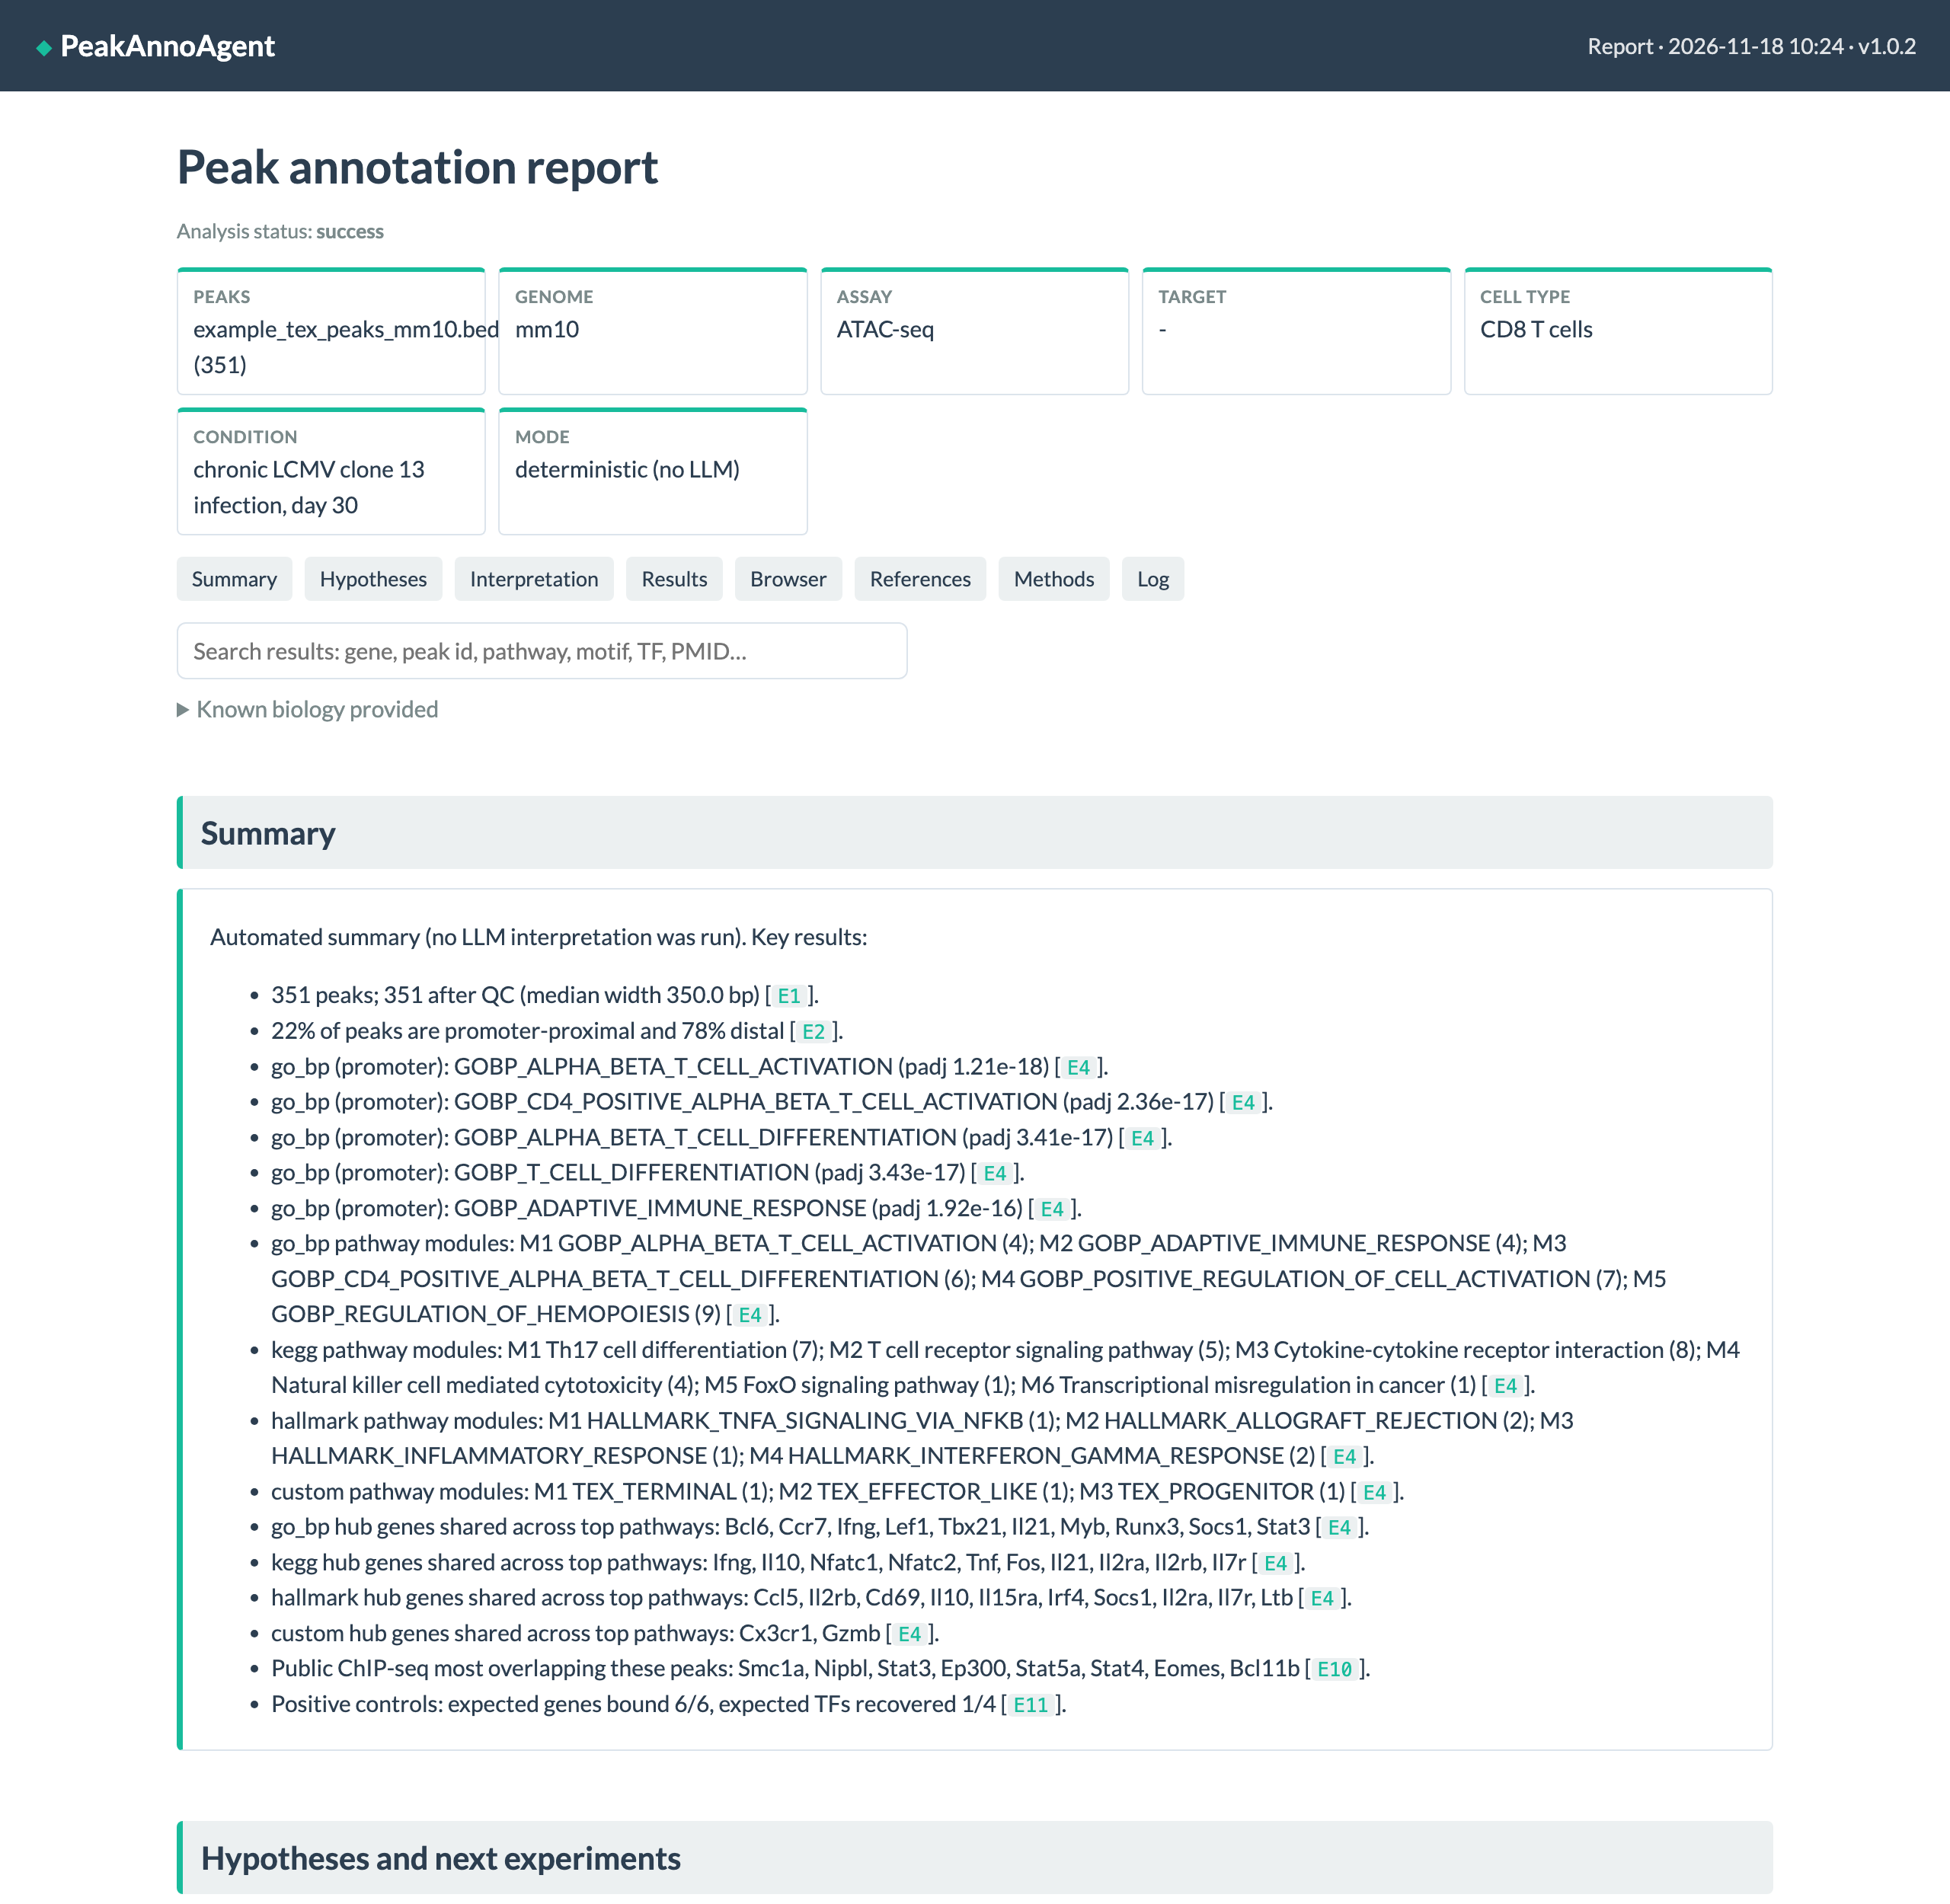 PeakAnnoAgent
Report · 2026-11-18 10:24 · v1.0.2
Peak annotation report
Analysis status: success
PEAKS
example_tex_peaks_mm10.bed
(351)
GENOME
mm10
ASSAY
ATAC-seq
TARGET
-
CELL TYPE
CD8 T cells
CONDITION
chronic LCMV clone 13
infection, day 30
MODE
deterministic (no LLM)
Summary
Hypotheses
Interpretation
Results
Browser
References
Methods
Log
Search results: gene, peak id, pathway, motif, TF, PMID...
▶ Known biology provided
Summary
Automated summary (no LLM interpretation was run). Key results:
• 351 peaks; 351 after QC (median width 350.0 bp) [ E1 ].
• 22% of peaks are promoter-proximal and 78% distal [ E2 ].
• go_bp (promoter): GOBP_ALPHA_BETA_T_CELL_ACTIVATION (padj 1.21e-18) [ E4 ].
• go_bp (promoter): GOBP_CD4_POSITIVE_ALPHA_BETA_T_CELL_ACTIVATION (padj 2.36e-17) [ E4 ].
• go_bp (promoter): GOBP_ALPHA_BETA_T_CELL_DIFFERENTIATION (padj 3.41e-17) [ E4 ].
• go_bp (promoter): GOBP_T_CELL_DIFFERENTIATION (padj 3.43e-17) [ E4 ].
• go_bp (promoter): GOBP_ADAPTIVE_IMMUNE_RESPONSE (padj 1.92e-16) [ E4 ].
• go_bp pathway modules: M1 GOBP_ALPHA_BETA_T_CELL_ACTIVATION (4); M2 GOBP_ADAPTIVE_IMMUNE_RESPONSE (4); M3
GOBP_CD4_POSITIVE_ALPHA_BETA_T_CELL_DIFFERENTIATION (6); M4 GOBP_POSITIVE_REGULATION_OF_CELL_ACTIVATION (7); M5
GOBP_REGULATION_OF_HEMOPOIESIS (9) [ E4 ].
• kegg pathway modules: M1 Th17 cell differentiation (7); M2 T cell receptor signaling pathway (5); M3 Cytokine-cytokine receptor interaction (8); M4
Natural killer cell mediated cytotoxicity (4); M5 FoxO signaling pathway (1); M6 Transcriptional misregulation in cancer (1) [ E4 ].
• hallmark pathway modules: M1 HALLMARK_TNFA_SIGNALING_VIA_NFKB (1); M2 HALLMARK_ALLOGRAFT_REJECTION (2); M3
HALLMARK_INFLAMMATORY_RESPONSE (1); M4 HALLMARK_INTERFERON_GAMMA_RESPONSE (2) [ E4 ].
• custom pathway modules: M1 TEX_TERMINAL (1); M2 TEX_EFFECTOR_LIKE (1); M3 TEX_PROGENITOR (1) [ E4 ].
• go_bp hub genes shared across top pathways: Bcl6, Ccr7, Ifng, Lef1, Tbx21, Il21, Myb, Runx3, Socs1, Stat3 [ E4 ].
• kegg hub genes shared across top pathways: Ifng, Il10, Nfatc1, Nfatc2, Tnf, Fos, Il21, Il2ra, Il2rb, Il7r [ E4 ].
• hallmark hub genes shared across top pathways: Ccl5, Il2rb, Cd69, Il10, Il15ra, Irf4, Socs1, Il2ra, Il7r, Ltb [ E4 ].
• custom hub genes shared across top pathways: Cx3cr1, Gzmb [ E4 ].
• Public ChIP-seq most overlapping these peaks: Smc1a, Nipbl, Stat3, Ep300, Stat5a, Stat4, Eomes, Bcl11b [ E10 ].
• Positive controls: expected genes bound 6/6, expected TFs recovered 1/4 [ E11 ].
Hypotheses and next experiments